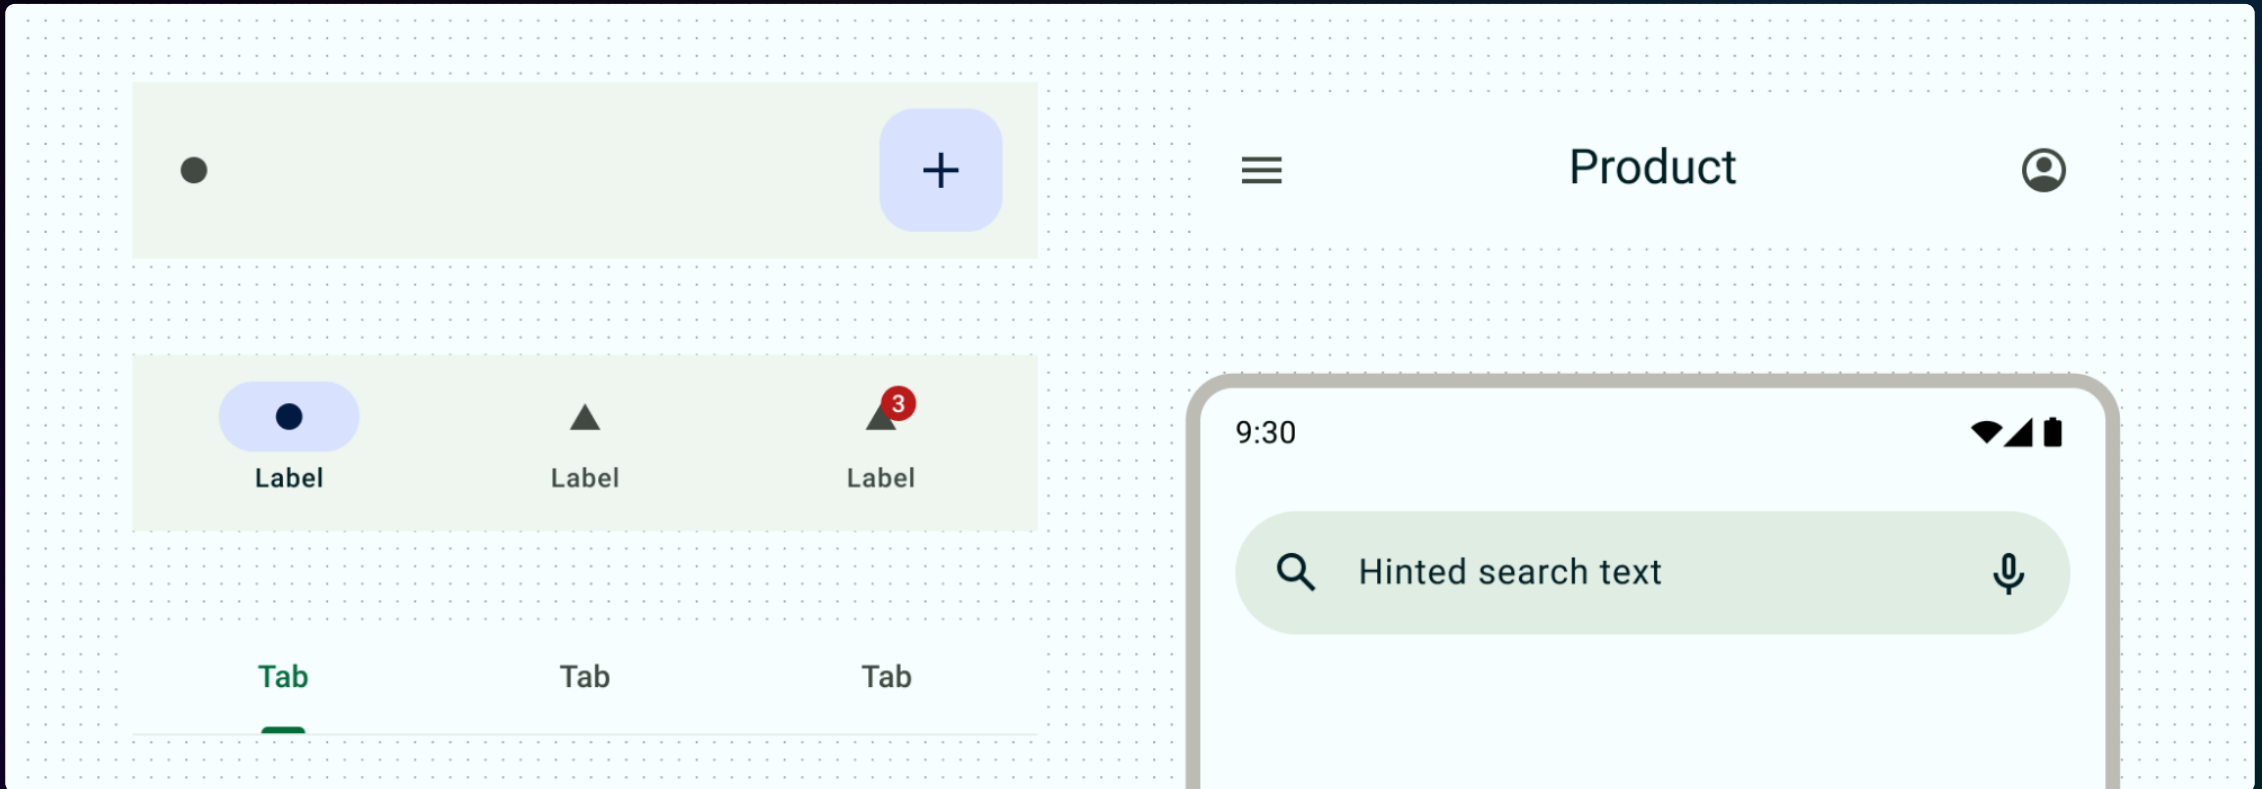 3
Label
Label
Label
Tab
Tab
Tab
Product
9:30
Hinted search text